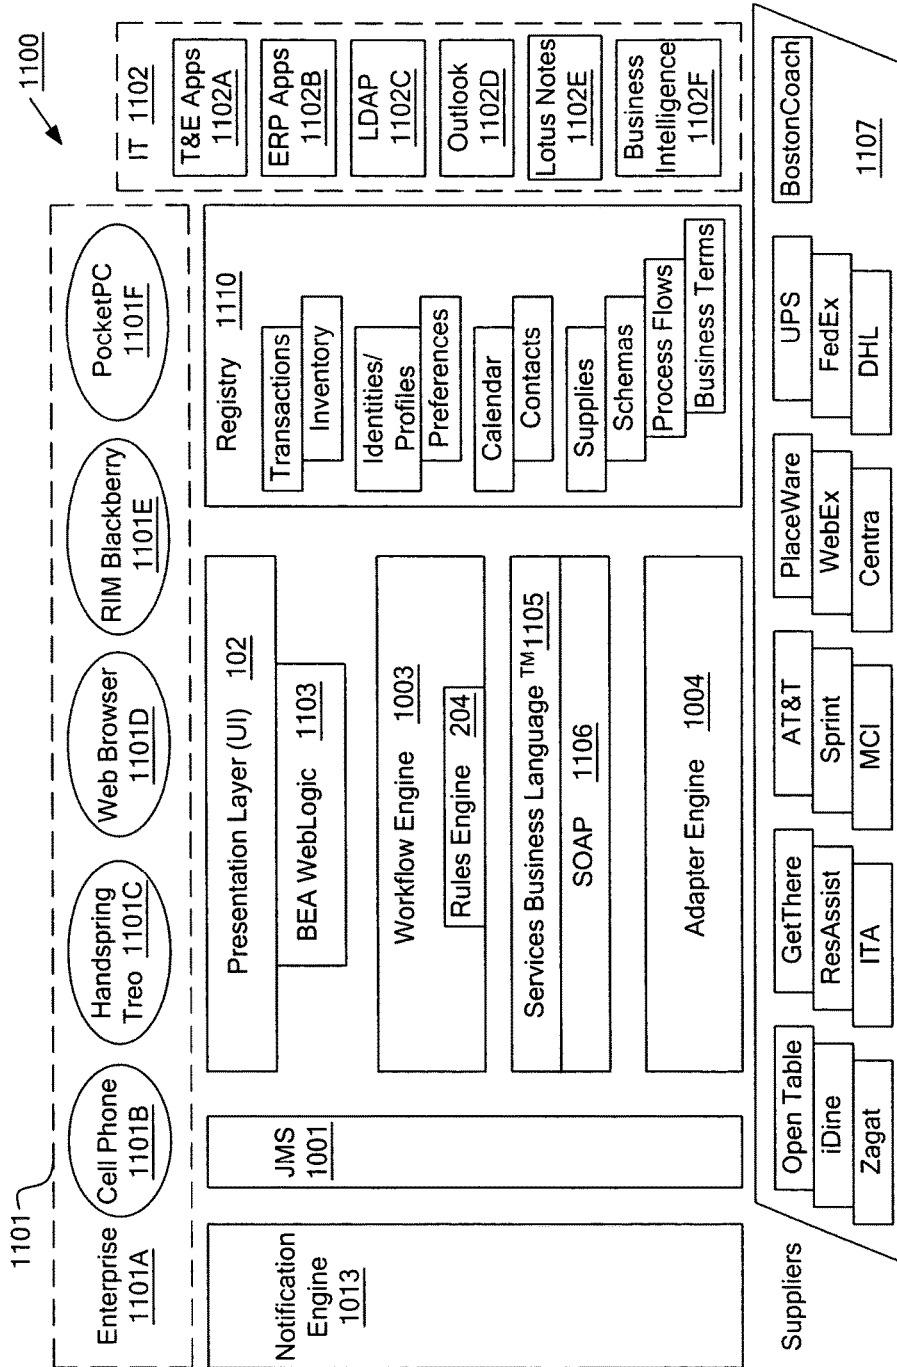 1100
1101
Enterprise
1101A
Cell Phone
1101B
Handspring
Treo 1101C
Web Browser
1101D
RIM Blackberry
1101E
PocketPC
1101F
IT 1102
T&E Apps
1102A
ERP Apps
1102B
LDAP
1102C
Outlook
1102D
Lotus Notes
1102E
Business
Intelligence
1102F
Notification
Engine
1013
JMS
1001
Presentation Layer (UI) 102
BEA WebLogic 1103
Workflow Engine 1003
Rules Engine 204
Services Business Language™ 1105
SOAP 1106
Adapter Engine 1004
Registry 1110
Transactions
Inventory
Identities/
Profiles
Preferences
Calendar
Contacts
Supplies
Schemas
Process Flows
Business Terms
Suppliers
Open Table
iDine
Zagat
GetThere
ResAssist
ITA
AT&T
Sprint
MCI
PlaceWare
WebEx
Centra
UPS
FedEx
DHL
BostonCoach
1107